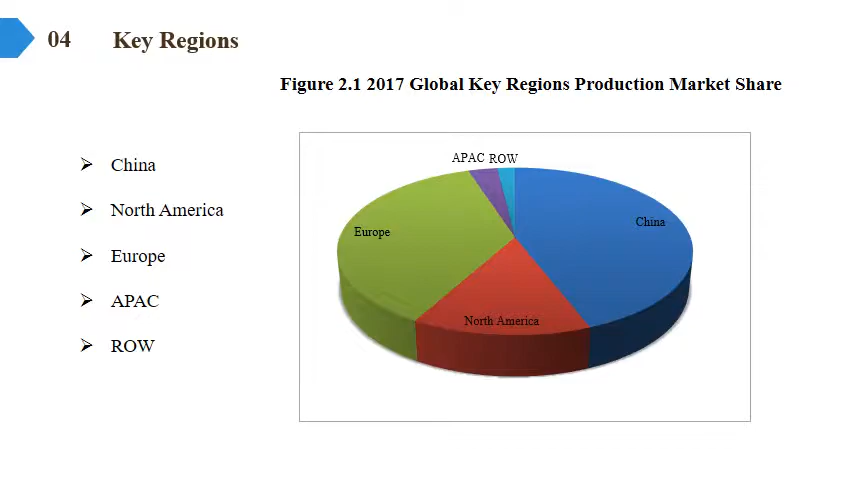 04 Key Regions
Figure 2.1 2017 Global Key Regions Production Market Share
China
North America
Europe
APAC
ROW
APAC ROW
China
Europe
North America